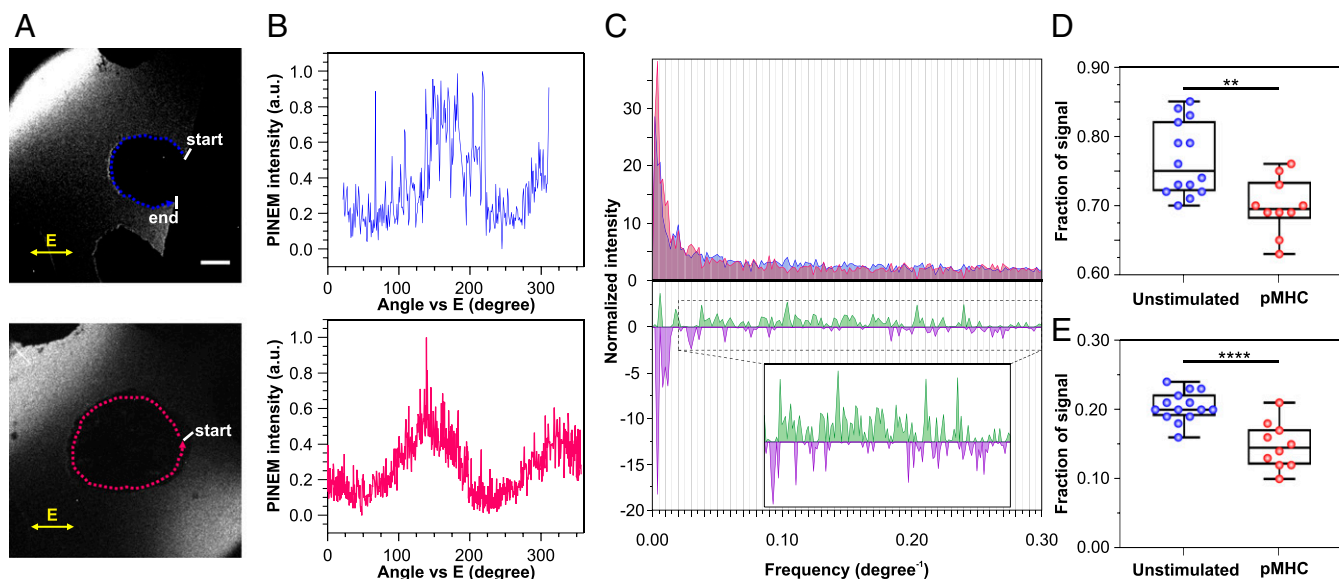 A
start
end
E
start
E
B
PINEM intensity (a.u.)
1.0
0.8
0.6
0.4
0.2
0.0
0 100 200 300
Angle vs E (degree)
PINEM intensity (a.u.)
1.0
0.8
0.6
0.4
0.2
0.0
0 100 200 300
Angle vs E (degree)
C
Normalized intensity
30
20
10
0
0
-5
-10
-15
-20
0.00 0.10 0.20 0.30
Frequency (degree-1)
D
Fraction of signal
0.90
0.80
0.70
0.60
**
Unstimulated pMHC
E
Fraction of signal
0.30
0.20
0.10
0.00
****
Unstimulated pMHC